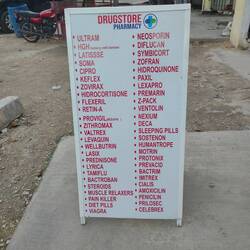 DRUGSTORE
PHARMACY
ULTRAM
HGH
LATISSE
SOMA
CIPRO
KEFLEX
ZOVIRAX
HIDROCORTISONE
FLEXERIL
RETIN-A
PROVIGIL
ZITHROMAX
VALTREX
LEVAQUIN
WELLBUTRIN
LASIX
PREDNISONE
LYRICA
TAMIFLU
BACTROBAN
STEROIDS
MUSCLE RELAXERS
PAIN KILLER
DIET PILLS
VIAGRA
NEOSPORIN
DIFLUCAN
SYMBICORT
ZOFRAN
HIDROQUINONE
PAXIL
LEXAPRO
PREMARIN
Z-PACK
VENTOLIN
NEXIUM
DECA
SLEEPING PILLS
SOSTENON
HUMANTROPE
MOTRIN
PROTONIX
PREVACID
BACTRIM
MITREX
CIALIS
AMOXICILIN
PENICILIN
PRILOSEC
CELEBREX